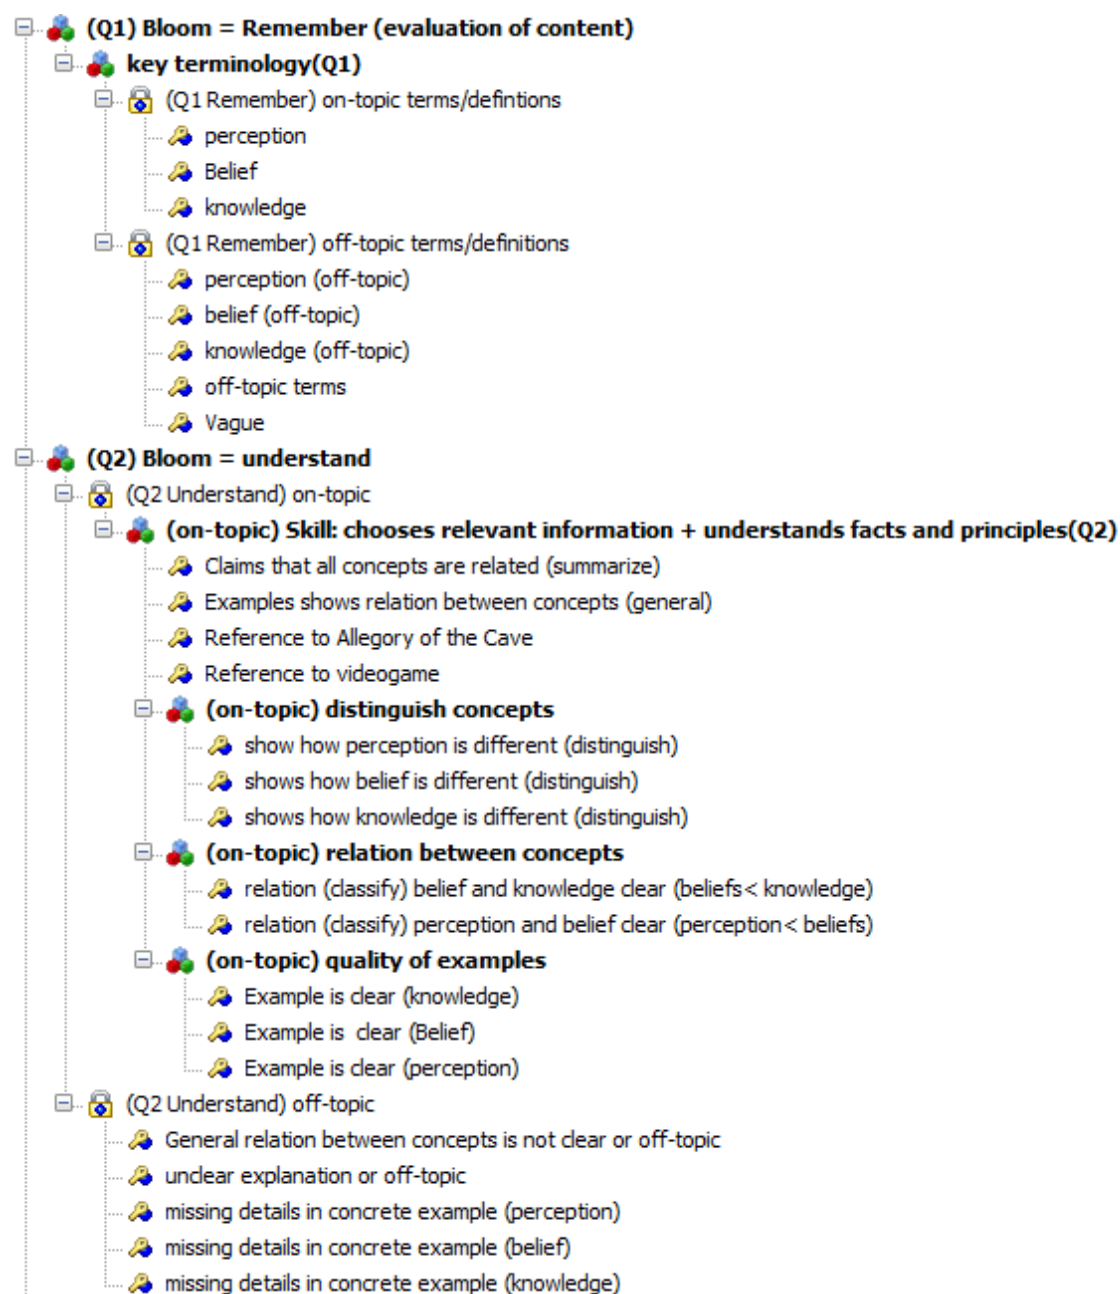 (Q1) Bloom = Remember (evaluation of content)
key terminology(Q1)
(Q1 Remember) on-topic terms/defintions
perception
Belief
knowledge
(Q1 Remember) off-topic terms/definitions
perception (off-topic)
belief (off-topic)
knowledge (off-topic)
off-topic terms
Vague
(Q2) Bloom = understand
(Q2 Understand) on-topic
(on-topic) Skill: chooses relevant information + understands facts and principles(Q2)
Claims that all concepts are related (summarize)
Examples shows relation between concepts (general)
Reference to Allegory of the Cave
Reference to videogame
(on-topic) distinguish concepts
show how perception is different (distinguish)
shows how belief is different (distinguish)
shows how knowledge is different (distinguish)
(on-topic) relation between concepts
relation (classify) belief and knowledge clear (beliefs< knowledge)
relation (classify) perception and belief clear (perception< beliefs)
(on-topic) quality of examples
Example is clear (knowledge)
Example is  clear (Belief)
Example is clear (perception)
(Q2 Understand) off-topic
General relation between concepts is not clear or off-topic
unclear explanation or off-topic
missing details in concrete example (perception)
missing details in concrete example (belief)
missing details in concrete example (knowledge)